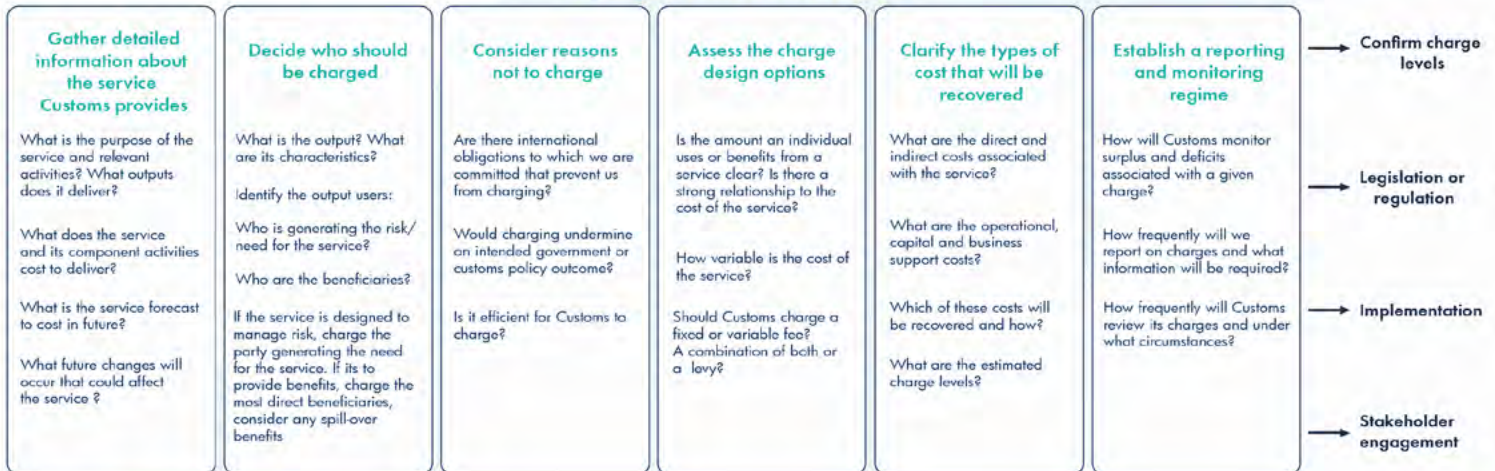 Gather detailed
information about
the service
Customs provides
What is the purpose of the
service and relevant
activities? What outputs
does it deliver?
What does the service
and its component activities
cost to deliver?
What is the service forecast
to cost in future?
What future changes will
occur that could affect
the service ?
Decide who should
be charged
What is the output? What
are its characteristics?
Identify the output users:
Who is generating the risk/
need for the service?
Who are the beneficiaries?
If the service is designed to
manage risk, charge the
party generating the need
for the service. If its to
provide benefits, charge the
most direct beneficiaries,
consider any spill-over
benefits
Consider reasons
not to charge
Are there international
obligations to which we are
committed that prevent us
from charging?
Would charging undermine
an intended government or
customs policy outcome?
Is it efficient for Customs to
charge?
Assess the charge
design options
Is the amount an individual
uses or benefits from a
service clear? Is there a
strong relationship to the
cost of the service?
How variable is the cost of
the service?
Should Customs charge a
fixed or variable fee?
A combination of both or
a levy?
Clarify the types of
cost that will be
recovered
What are the direct and
indirect costs associated
with the service?
What are the operational,
capital and business
support costs?
Which of these costs will
be recovered and how?
What are the estimated
charge levels?
Establish a reporting
and monitoring
regime
How will Customs monitor
surplus and deficits
associated with a given
charge?
How frequently will we
report on charges and what
information will be required?
How frequently will Customs
review its charges and under
what circumstances?
Confirm charge
levels
Legislation or
regulation
Implementation
Stakeholder
engagement